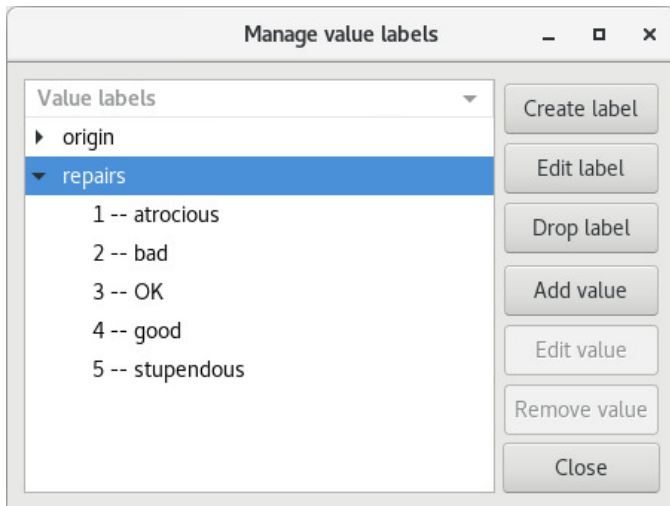 Manage value labels
Value labels
origin
repairs
1 -- atrocious
2 -- bad
3 -- OK
4 -- good
5 -- stupendous
Create label
Edit label
Drop label
Add value
Edit value
Remove value
Close